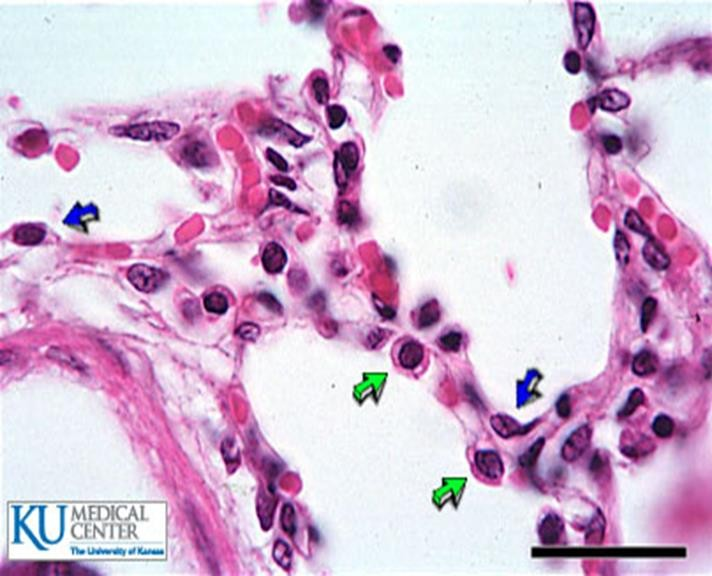 KU MEDICAL
CENTER
The University of Kansas